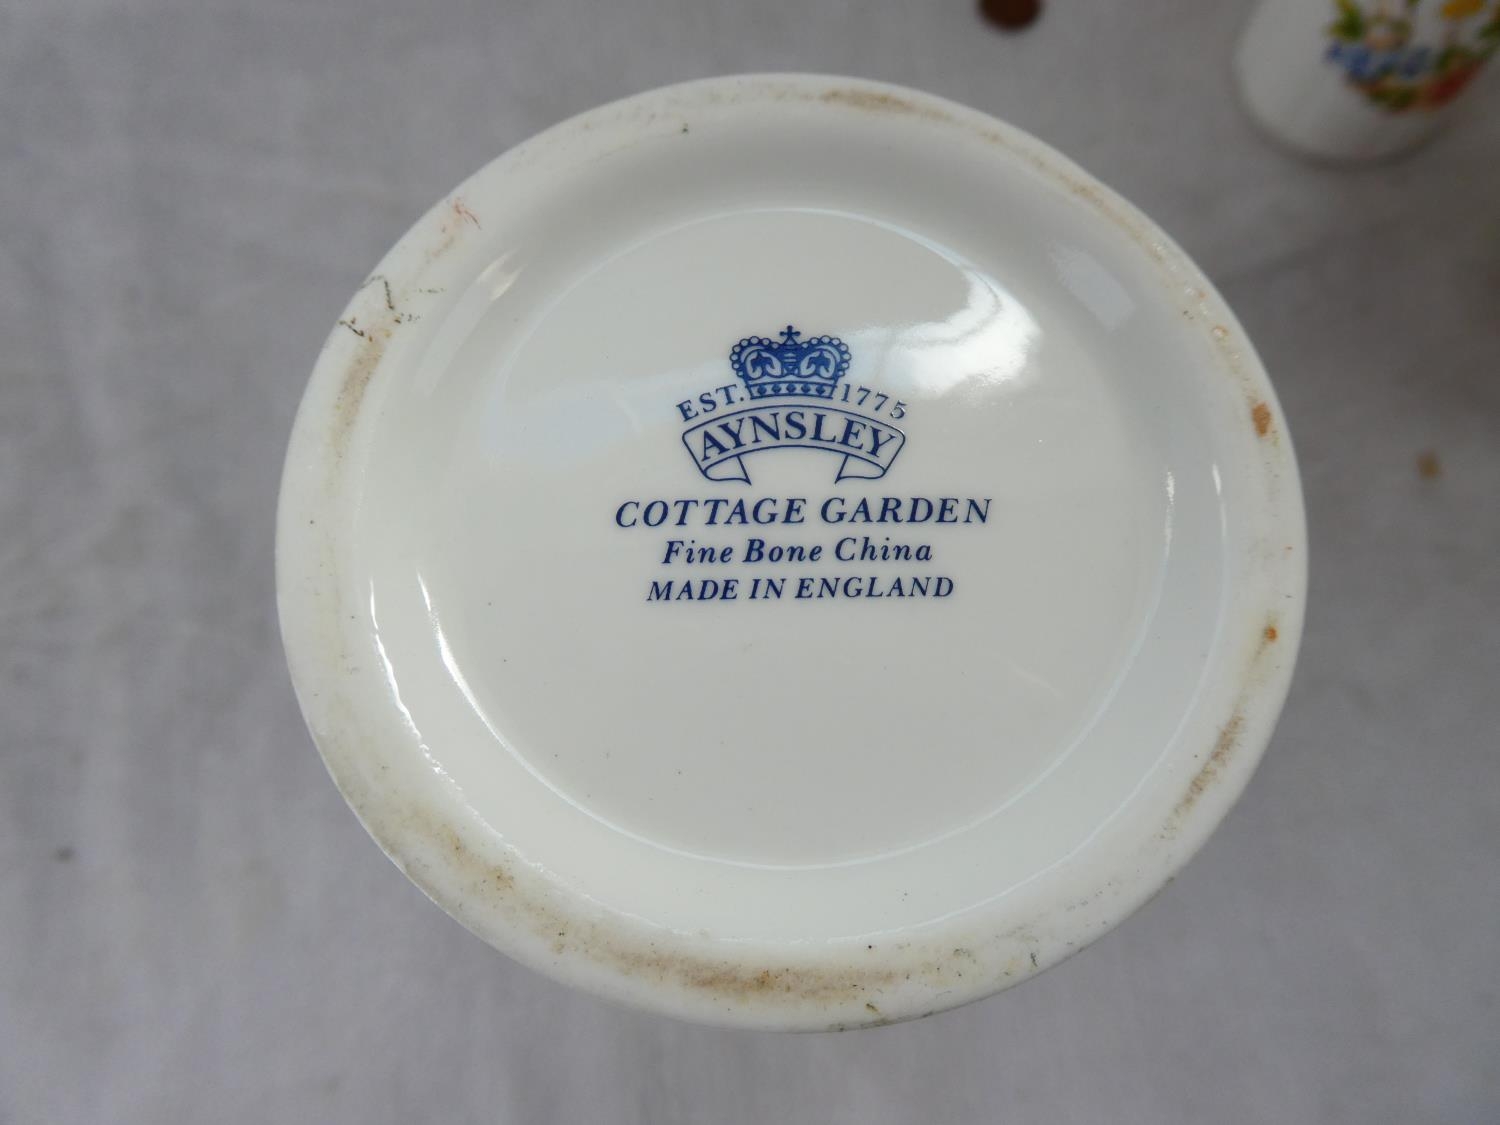 EST. 1775
AYNSLEY
COTTAGE GARDEN
Fine Bone China
MADE IN ENGLAND